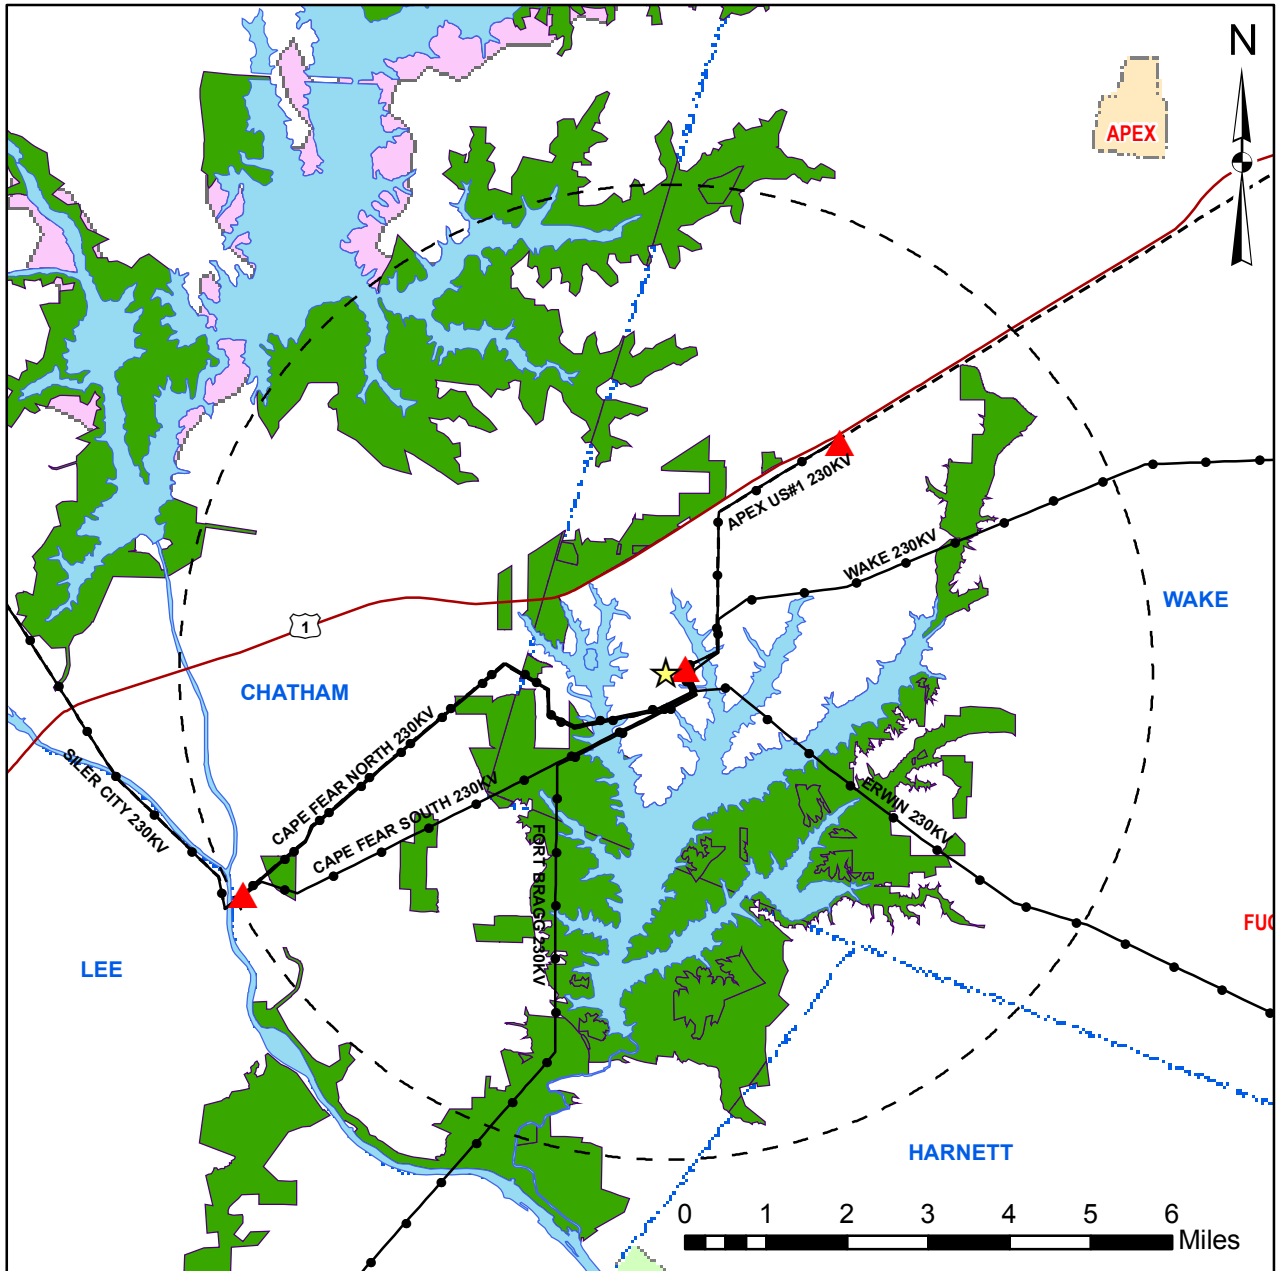 N
APEX
APEX US#1 230KV
WAKE 230KV
WAKE
1
CHATHAM
CAPE FEAR NORTH 230KV
SILER CITY 230KV
CAPE FEAR SOUTH 230KV
ERWIN 230KV
FORT BRAGG 230KV
FUQ
LEE
HARNETT
0 1 2 3 4 5 6
Miles